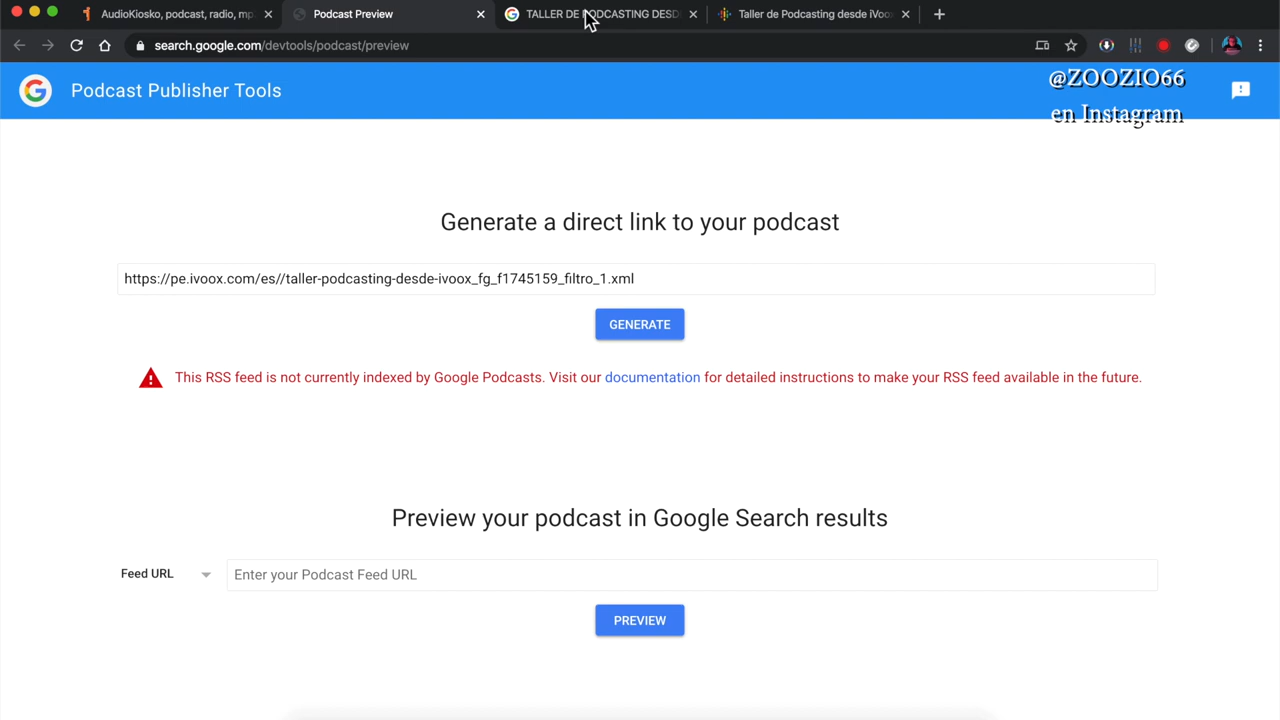 AudioKiosko, podcast, radio, mp
Podcast Preview
TALLER DE PODCASTING DESD
Taller de Podcasting desde iVoo
search.google.com/devtools/podcast/preview
Podcast Publisher Tools
@ZOOZIO66
en Instagram
Generate a direct link to your podcast
https://pe.ivoox.com/es//taller-podcasting-desde-ivoox_fg_f1745159_filtro_1.xml
GENERATE
This RSS feed is not currently indexed by Google Podcasts. Visit our documentation for detailed instructions to make your RSS feed available in the future.
Preview your podcast in Google Search results
Feed URL
Enter your Podcast Feed URL
PREVIEW